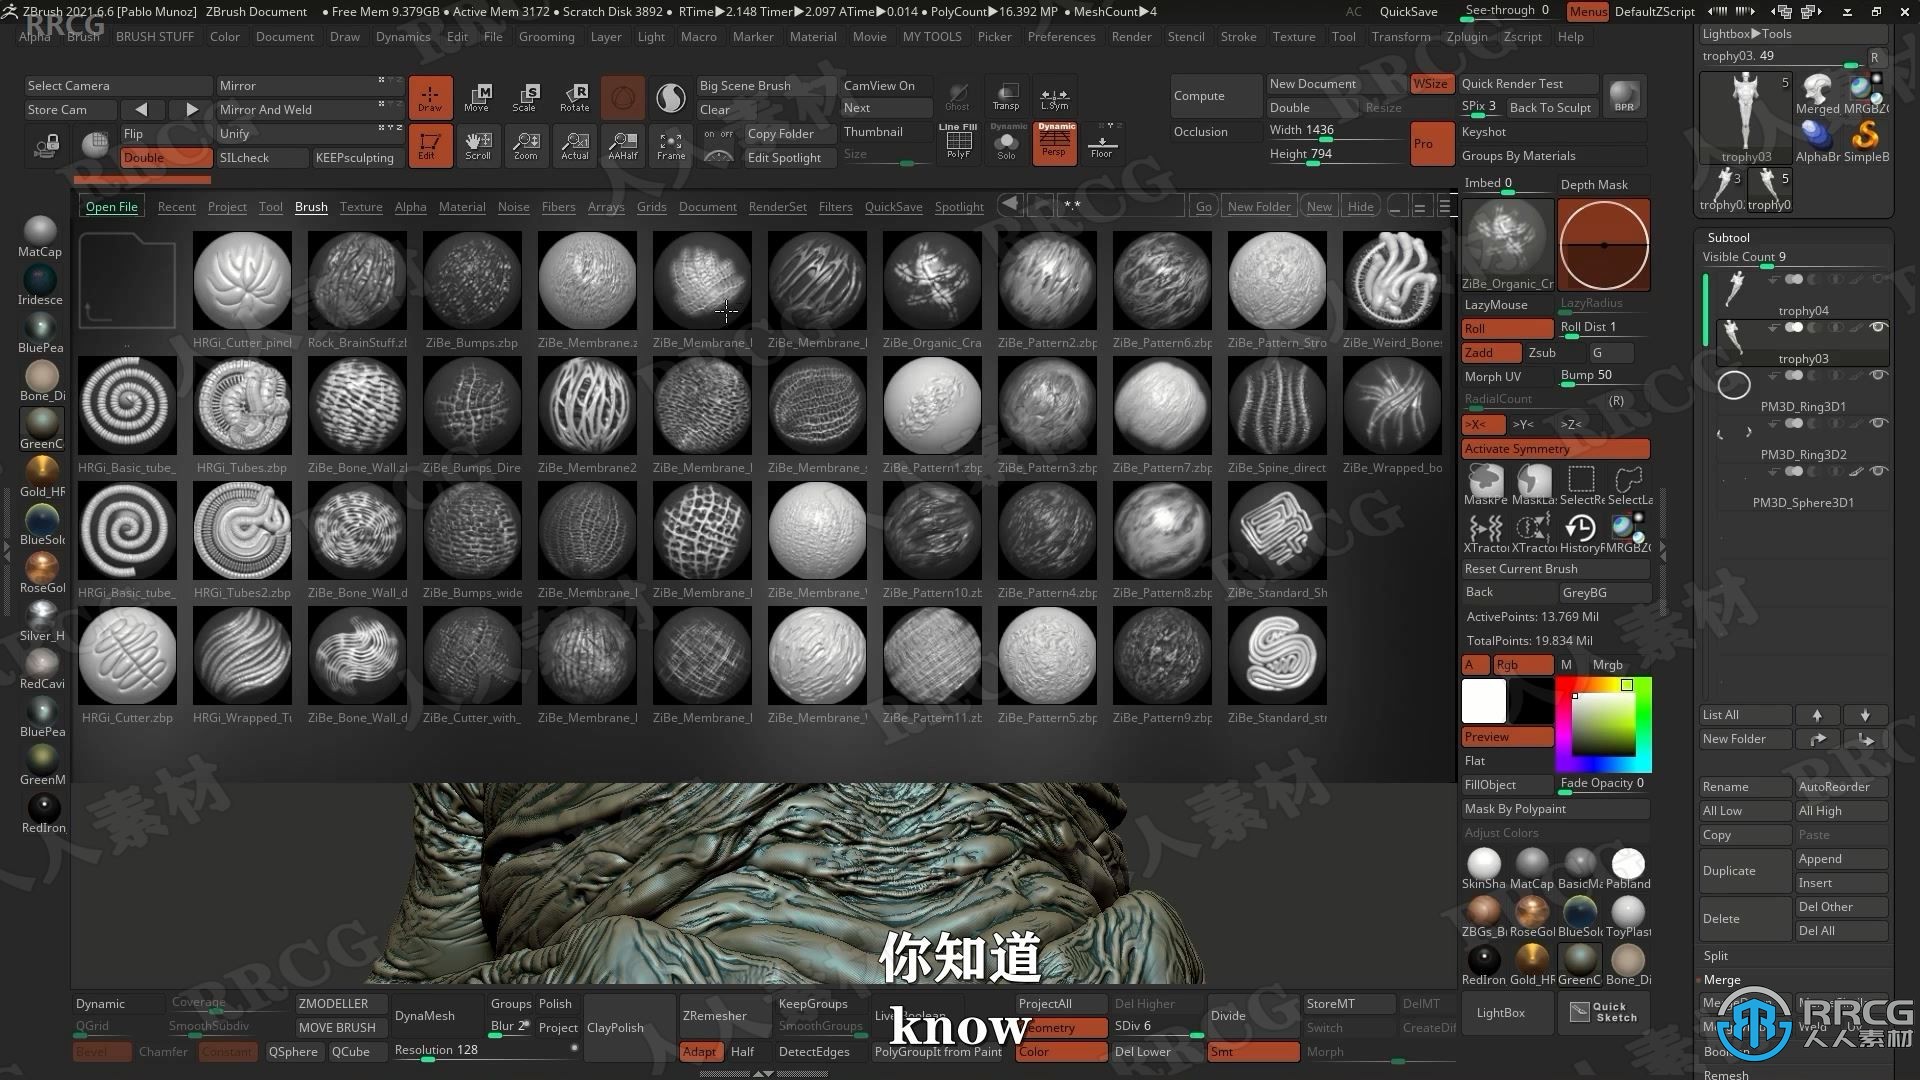 ZBrush 2021.6.6 [Pablo Munoz] ZBrush Document • Free Mem 9.379GB • Active Mem 3172 • Scratch Disk 3892 • RTime▶2.148 Timer▶2.097 ATime▶0.014 • PolyCount▶16.392 MP • MeshCount▶4 AC QuickSave See-through 0 Menus DefaultZScript
Alpha Brush BRUSH STUFF Color Document Draw Dynamics Edit File Grooming Layer Light Macro Marker Material Movie MY TOOLS Picker Preferences Render Stencil Stroke Texture Tool Transform Zplugin Zscript Help
Lightbox▶Tools
trophy03. 49 R
Select Camera Mirror Big Scene Brush CamView On New Document WSize Quick Render Test
Store Cam Mirror And Weld Draw Move Scale Rotate Clear Next Ghost Transp L.Sym Compute Double Resize SPix 3 Back To Sculpt BPR
Flip Unify on off Copy Folder Thumbnail Line Fill Dynamic Dynamic Occlusion Width 1436 Keyshot
Double SILcheck KEEPsculpting Edit Scroll Zoom Actual AAHalf Frame Edit Spotlight Size PolyF Solo Persp Floor Height 794 Pro Groups By Materials
5 trophy03 Merged MRGBZ AlphaBr SimpleB
3 5 trophy0. trophy0
Open File Recent Project Tool Brush Texture Alpha Material Noise Fibers Arrays Grids Document RenderSet Filters QuickSave Spotlight *.* Go New Folder New Hide
.. HRGi_Cutter_pinch Rock_BrainStuff.z ZiBe_Bumps.zbp ZiBe_Membrane.z ZiBe_Membrane_ ZiBe_Membrane_ ZiBe_Organic_Cra ZiBe_Pattern2.zbp ZiBe_Pattern6.zbp ZiBe_Pattern_Stro ZiBe_Weird_Bones
HRGi_Basic_tube_ HRGi_Tubes.zbp ZiBe_Bone_Wall.z ZiBe_Bumps_Dire ZiBe_Membrane2 ZiBe_Membrane_ ZiBe_Membrane_s ZiBe_Pattern1.zbp ZiBe_Pattern3.zbp ZiBe_Pattern7.zbp ZiBe_Spine_direct ZiBe_Wrapped_bo
HRGi_Basic_tube_ HRGi_Tubes2.zbp ZiBe_Bone_Wall_d ZiBe_Bumps_wide ZiBe_Membrane_ ZiBe_Membrane_ ZiBe_Membrane_ ZiBe_Pattern10.zb ZiBe_Pattern4.zbp ZiBe_Pattern8.zbp ZiBe_Standard_Sh
HRGi_Cutter.zbp HRGi_Wrapped_Tu ZiBe_Bone_Wall_d ZiBe_Cutter_with_ ZiBe_Membrane_ ZiBe_Membrane_ ZiBe_Membrane_ ZiBe_Pattern11.zb ZiBe_Pattern5.zbp ZiBe_Pattern9.zbp ZiBe_Standard_str
MatCap
Iridesce
BluePea
Bone_Di
GreenC
Gold_HR
BlueSolo
RoseGol
Silver_H
RedCavi
BluePea
GreenM
RedIron
Imbed 0 Depth Mask
ZiBe_Organic_Cr
LazyMouse LazyRadius
Roll Roll Dist 1
Zadd Zsub G
Morph UV Bump 50
RadialCount (R)
>X< >Y< >Z<
Activate Symmetry
MaskPe MaskLa SelectRe SelectLa
XTractor XTractor HistoryR MRGBZ
Reset Current Brush
Back GreyBG
ActivePoints: 13.769 Mil
TotalPoints: 19.834 Mil
A Rgb M Mrgb
Preview
Flat
FillObject Fade Opacity 0
Mask By Polypaint
Adjust Colors
SkinSha MatCap BasicMa Pabland
ZBGs_Br RoseGol BlueSolo ToyPlast
RedIron Gold_HR GreenC Bone_Di
LightBox Quick Sketch
Subtool
Visible Count 9
trophy04
trophy03
PM3D_Ring3D1
PM3D_Ring3D2
PM3D_Sphere3D1
List All
New Folder
Rename AutoReorder
All Low All High
Copy Paste
Duplicate Append
Insert
Delete Del Other
Del All
Split
Merge
Weld Uv
Boolean
Remesh
你知道
know
Dynamic Coverage ZMODELLER DynaMesh Groups Polish ClayPolish ZRemesher KeepGroups ProjectAll Del Higher Divide StoreMT DelMT
QGrid SmoothSubdiv MOVE BRUSH Blur 2 Project SmoothGroups SDiv 6 Switch CreateDif
Bevel Chamfer Constant QSphere QCube Resolution 128 Adapt Half DetectEdges PolyGroupIt from Paint Color Del Lower Smt Morph
RRCG
人人素材